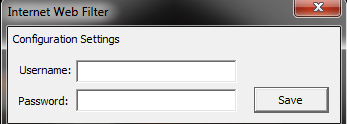 Internet Web Filter
Configuration Settings
Username:
Password:
Save